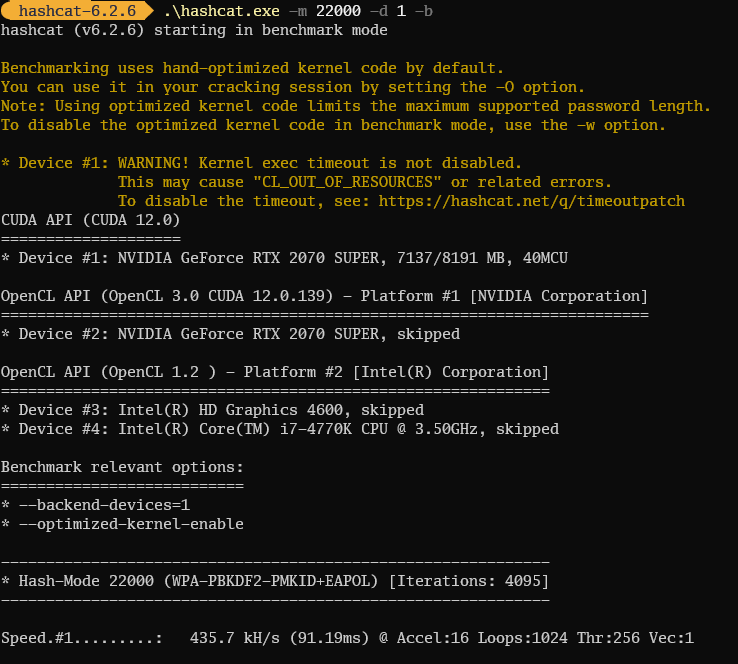 hashcat-6.2.6 .\hashcat.exe -m 22000 -d 1 -b
hashcat (v6.2.6) starting in benchmark mode
Benchmarking uses hand-optimized kernel code by default.
You can use it in your cracking session by setting the -O option.
Note: Using optimized kernel code limits the maximum supported password length.
To disable the optimized kernel code in benchmark mode, use the -w option.
* Device #1: WARNING! Kernel exec timeout is not disabled.
This may cause "CL_OUT_OF_RESOURCES" or related errors.
To disable the timeout, see: https://hashcat.net/q/timeoutpatch
CUDA API (CUDA 12.0)
====================
* Device #1: NVIDIA GeForce RTX 2070 SUPER, 7137/8191 MB, 40MCU
OpenCL API (OpenCL 3.0 CUDA 12.0.139) - Platform #1 [NVIDIA Corporation]
========================================================================
* Device #2: NVIDIA GeForce RTX 2070 SUPER, skipped
OpenCL API (OpenCL 1.2 ) - Platform #2 [Intel(R) Corporation]
=============================================================
* Device #3: Intel(R) HD Graphics 4600, skipped
* Device #4: Intel(R) Core(TM) i7-4770K CPU @ 3.50GHz, skipped
Benchmark relevant options:
===========================
* --backend-devices=1
* --optimized-kernel-enable
-------------------------------------------------------------
* Hash-Mode 22000 (WPA-PBKDF2-PMKID+EAPOL) [Iterations: 4095]
-------------------------------------------------------------
Speed.#1.........:   435.7 kH/s (91.19ms) @ Accel:16 Loops:1024 Thr:256 Vec:1